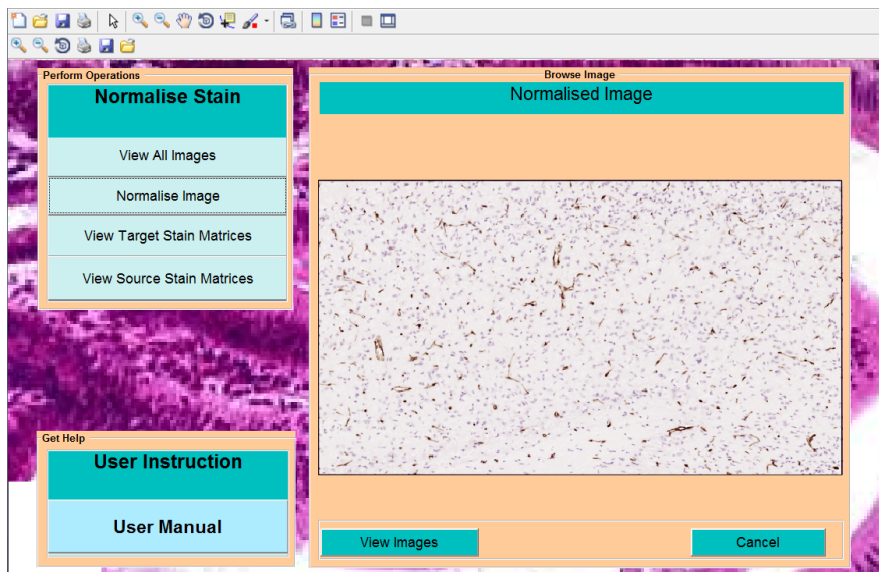 Perform Operations
Normalise Stain
View All Images
Normalise Image
View Target Stain Matrices
View Source Stain Matrices
Get Help
User Instruction
User Manual
Browse Image
Normalised Image
View Images
Cancel